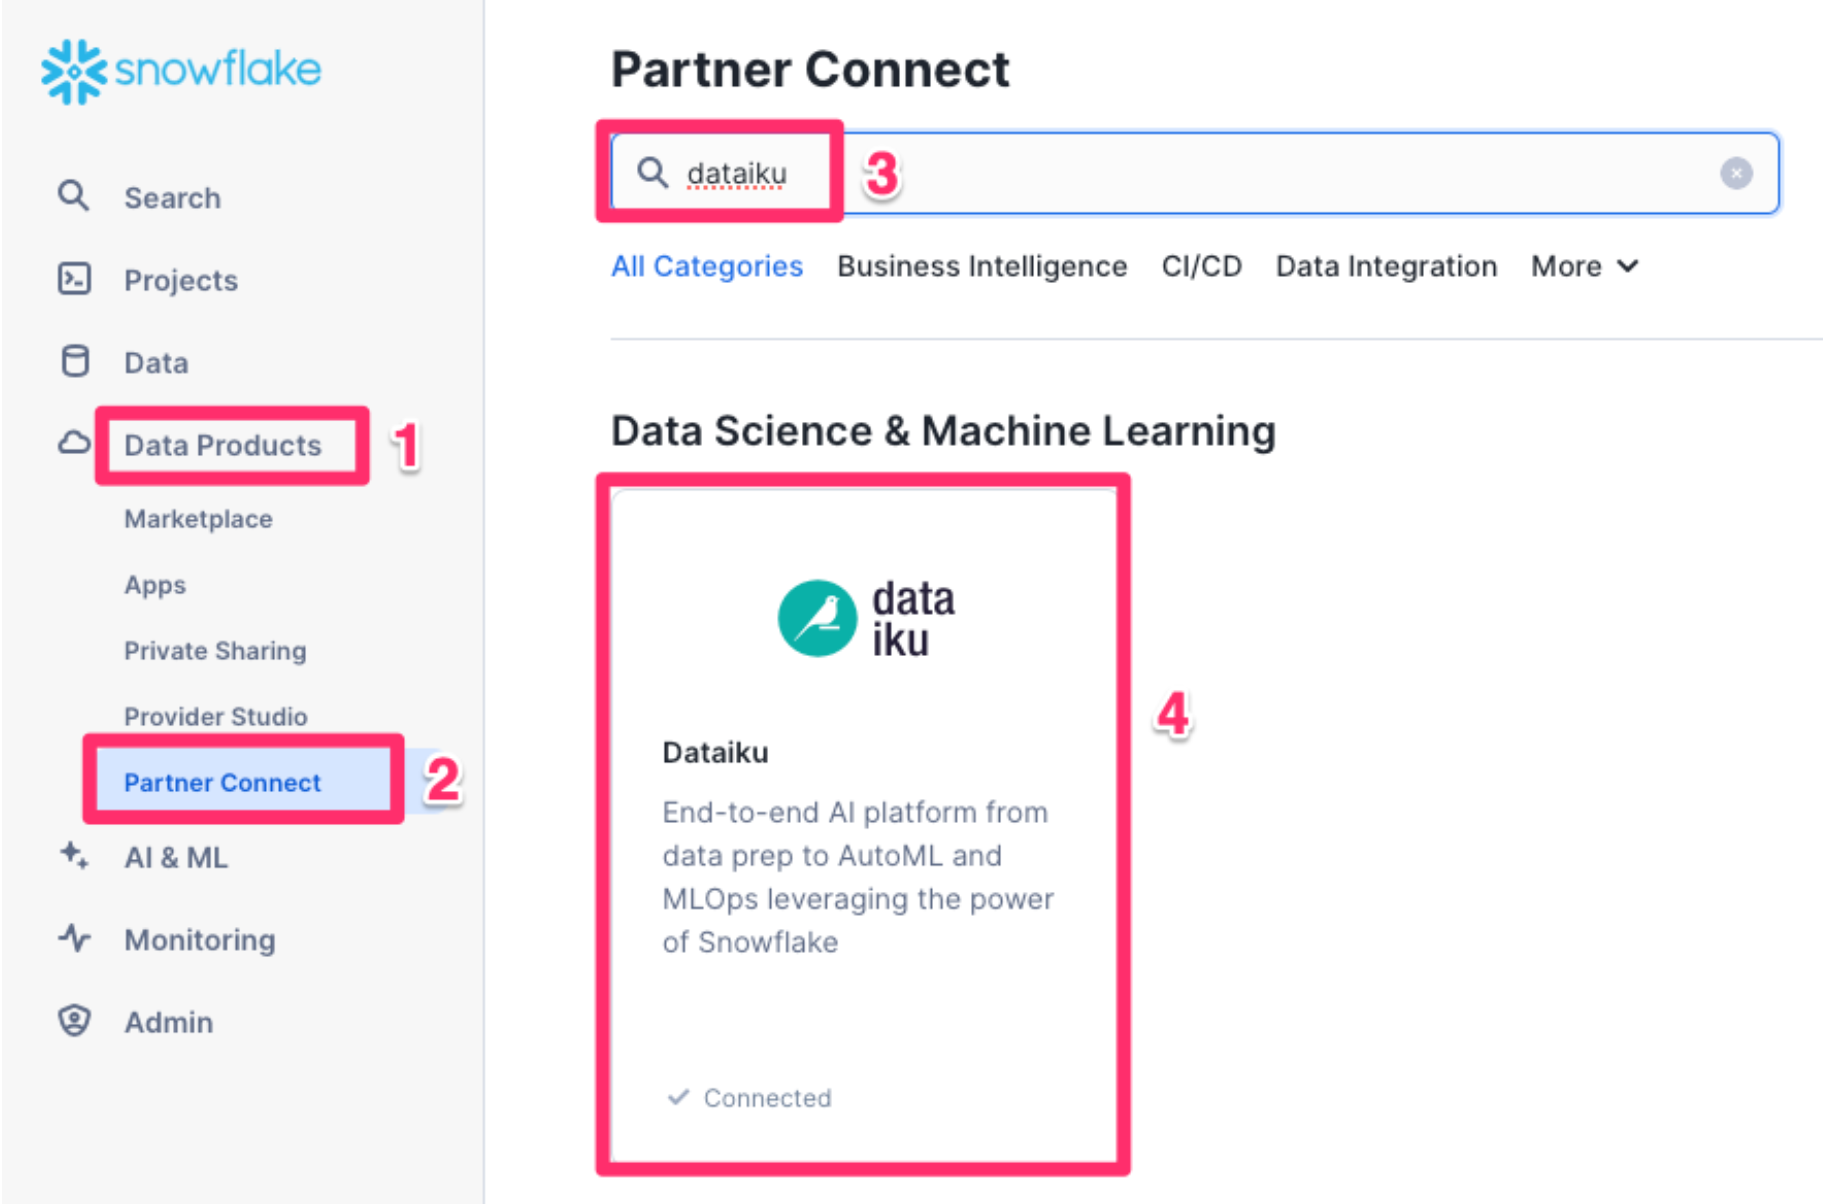 snowflake
Search
Projects
Data
Data Products 1
Marketplace
Apps
Private Sharing
Provider Studio
Partner Connect 2
AI & ML
Monitoring
Admin
Partner Connect
dataiku 3
All Categories Business Intelligence CI/CD Data Integration More
Data Science & Machine Learning
data
iku
4
Dataiku
End-to-end AI platform from
data prep to AutoML and
MLOps leveraging the power
of Snowflake
Connected